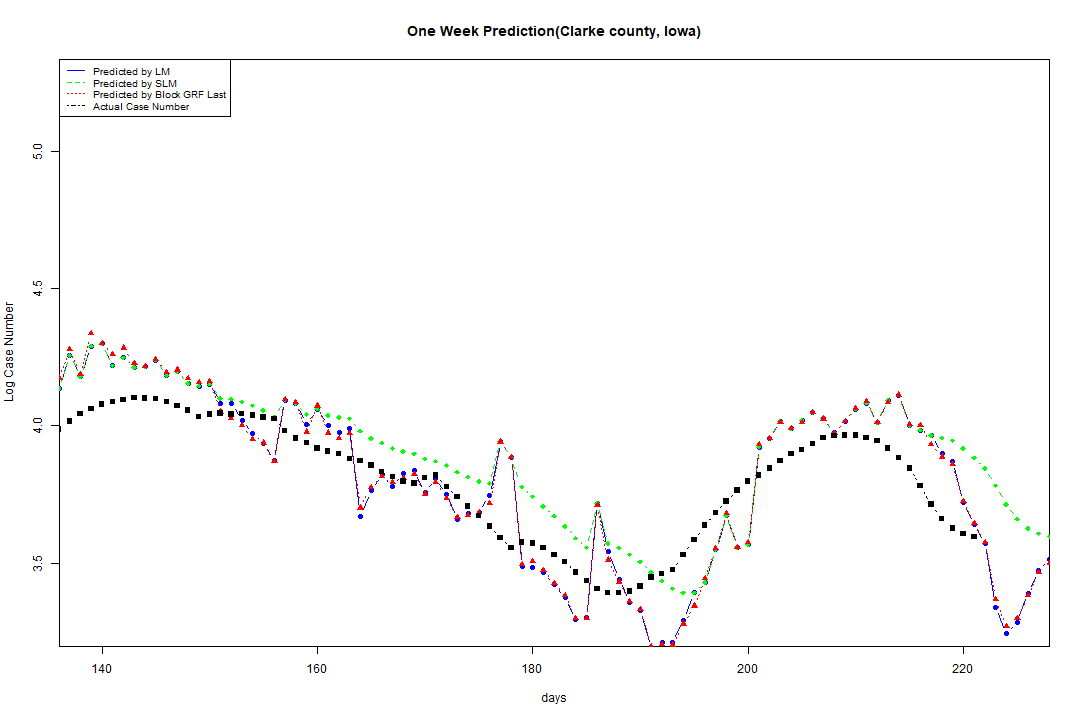 One Week Prediction(Clarke county, Iowa)
Predicted by LM
Predicted by SLM
Predicted by Block GRF Last
Actual Case Number
Log Case Number
5.0
4.5
4.0
3.5
140 160 180 200 220
days